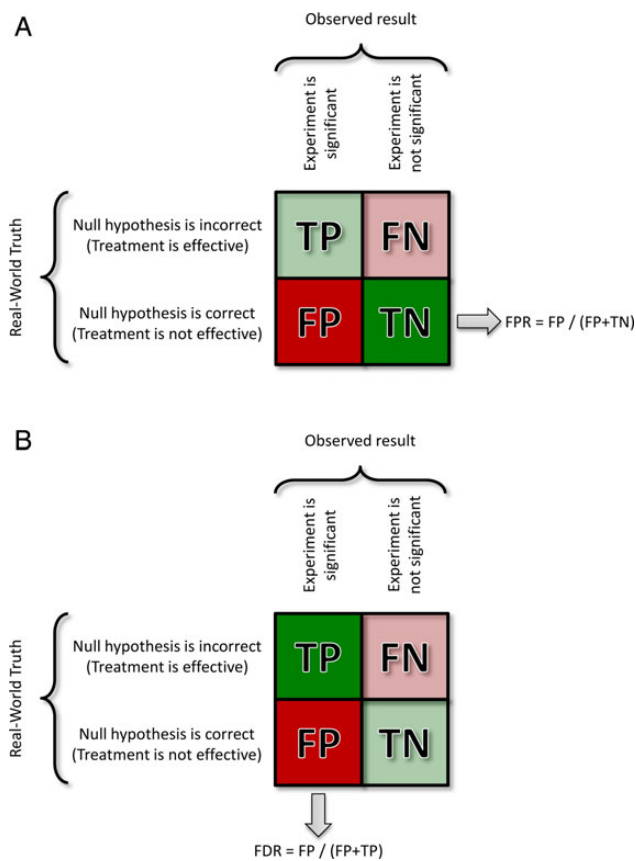 A
Observed result
Experiment is
significant
Experiment is
not significant
Real-World Truth
Null hypothesis is incorrect
(Treatment is effective)
TP
FN
Null hypothesis is correct
(Treatment is not effective)
FP
TN
FPR = FP / (FP+TN)
B
Observed result
Experiment is
significant
Experiment is
not significant
Real-World Truth
Null hypothesis is incorrect
(Treatment is effective)
TP
FN
Null hypothesis is correct
(Treatment is not effective)
FP
TN
FDR = FP / (FP+TP)